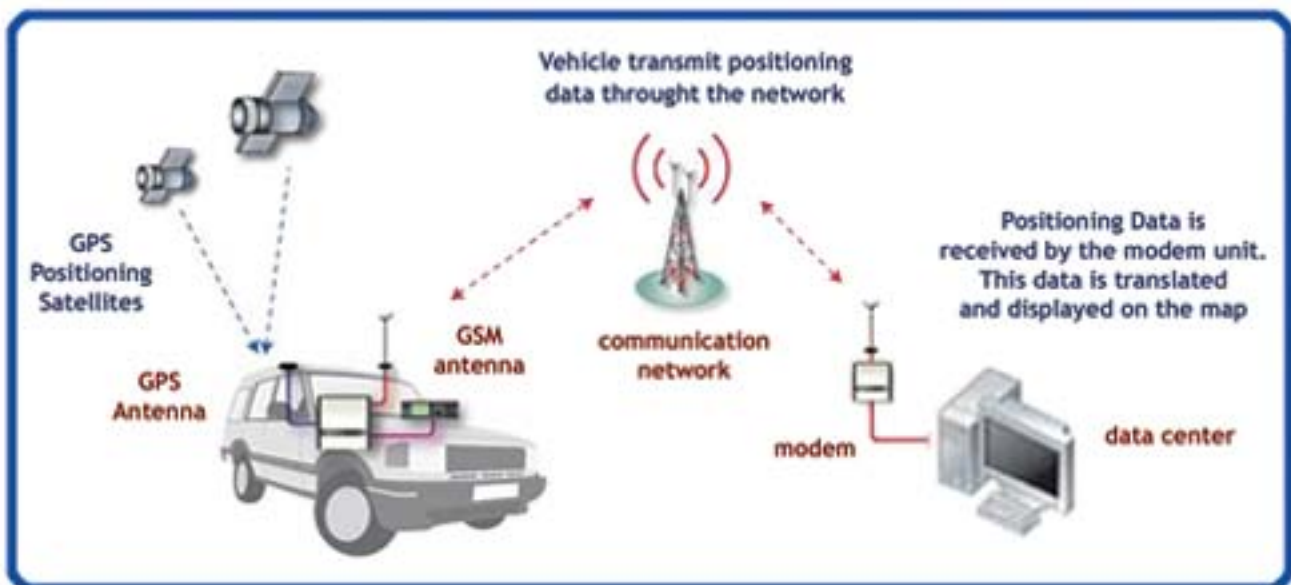 Vehicle transmit positioning
data throught the network
GPS
Positioning
Satellites
Positioning Data is
received by the modem unit.
This data is translated
and displayed on the map
GSM
antenna
communication
network
GPS
Antenna
modem
data center